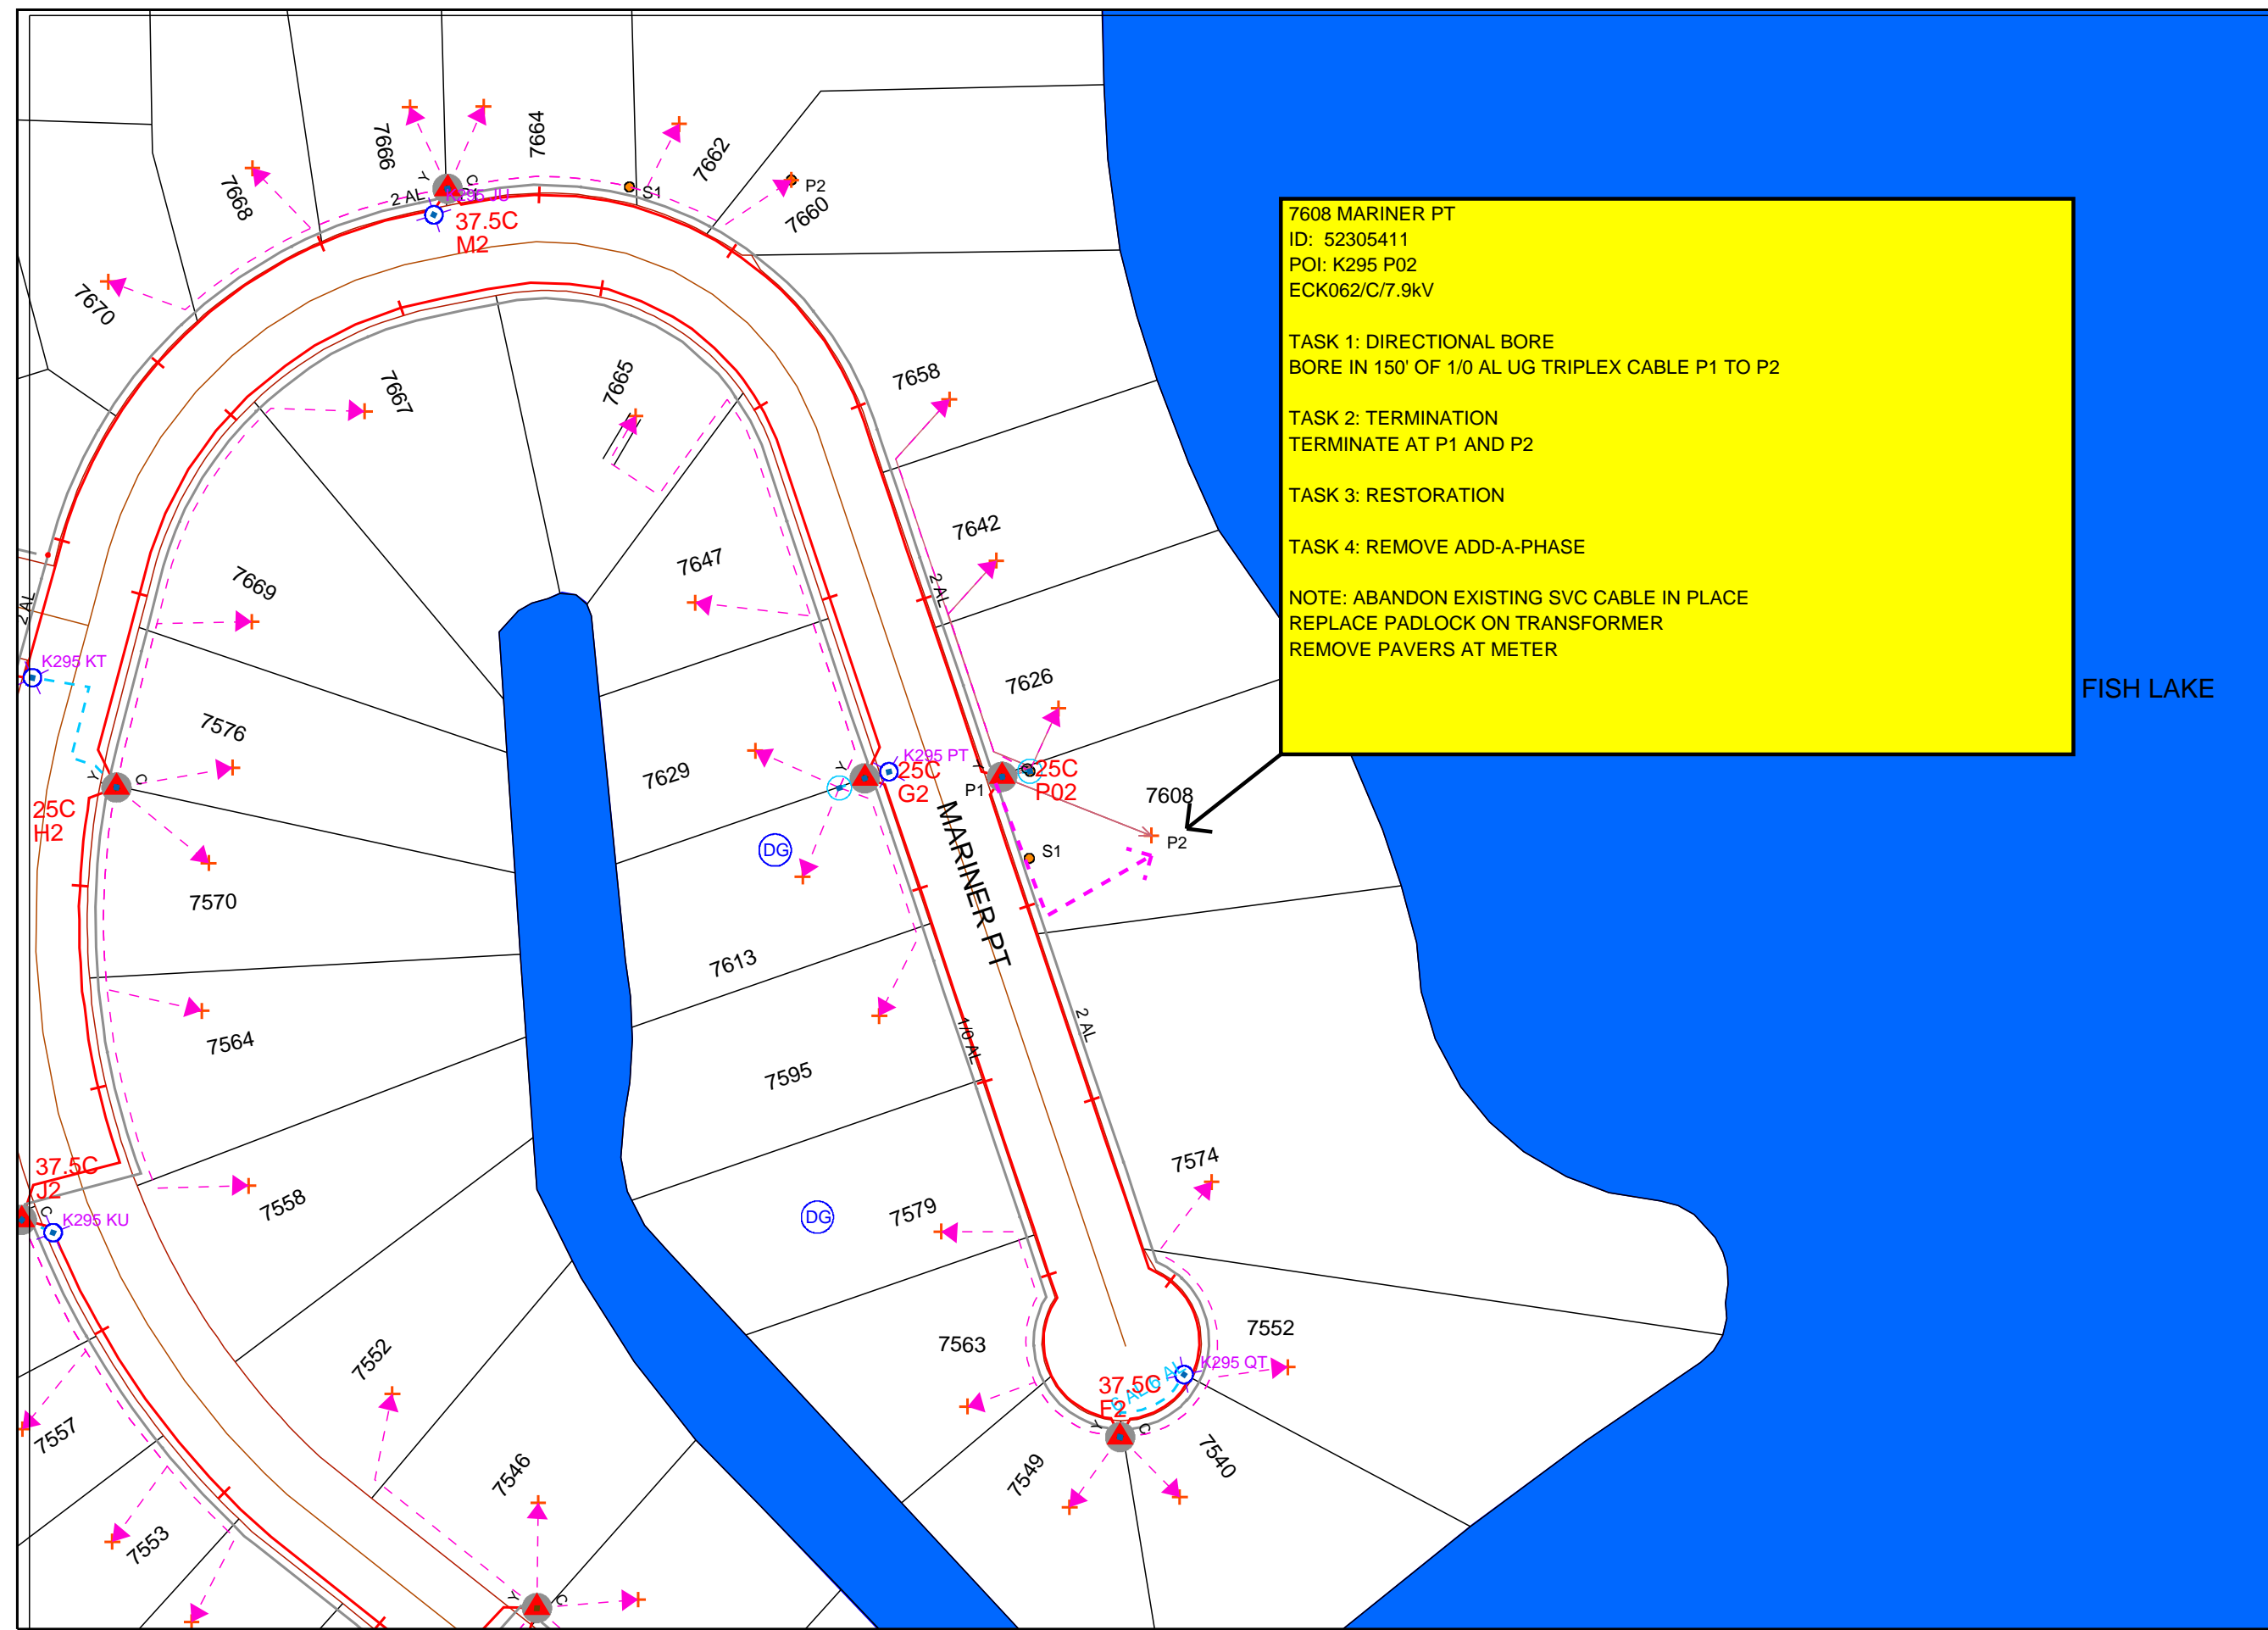 7608 MARINER PT
ID: 52305411
POI: K295 P02
ECK062/C/7.9kV
TASK 1: DIRECTIONAL BORE
BORE IN 150' OF 1/0 AL UG TRIPLEX CABLE P1 TO P2
TASK 2: TERMINATION
TERMINATE AT P1 AND P2
TASK 3: RESTORATION
TASK 4: REMOVE ADD-A-PHASE
NOTE: ABANDON EXISTING SVC CABLE IN PLACE
REPLACE PADLOCK ON TRANSFORMER
REMOVE PAVERS AT METER
FISH LAKE
7666
7664
7662
7660
P2
S1
7668
7670
Y
C
2 AL
K295 JU
37.5C
M2
7667
7665
7658
7642
2 AL
7647
7669
2 AL
K295 KT
7626
7576
Y
C
25C
H2
7570
7629
Y
K295 PT
25C
G2
DG
Y
25C
P02
P1
7608
P2
S1
MARINER PT
7613
7564
1/0 AL
2 AL
7595
7574
37.5C
J2
C
K295 KU
7558
DG
7579
7563
7552
K295 QT
37.5C
F2
6 AL 6 AL
Y
C
7540
7549
7552
7546
7557
7553
Y
C